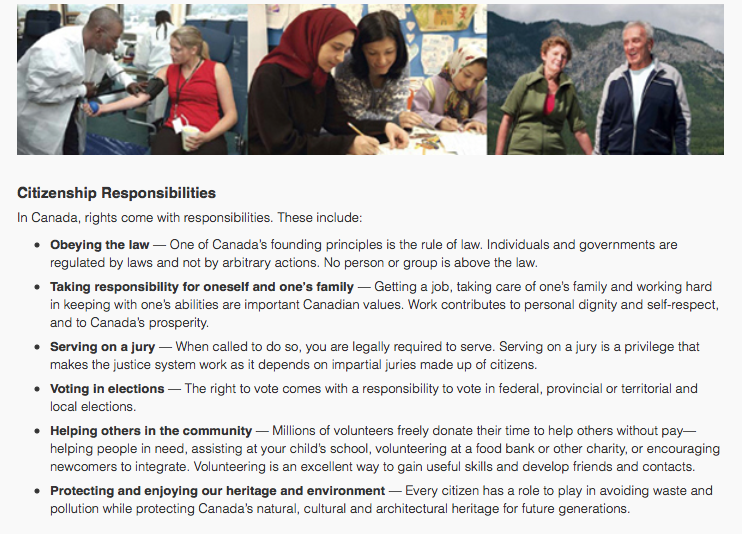 Citizenship Responsibilities
In Canada, rights come with responsibilities. These include:
• Obeying the law — One of Canada's founding principles is the rule of law. Individuals and governments are
regulated by laws and not by arbitrary actions. No person or group is above the law.
• Taking responsibility for oneself and one's family — Getting a job, taking care of one's family and working hard
in keeping with one's abilities are important Canadian values. Work contributes to personal dignity and self-respect,
and to Canada's prosperity.
• Serving on a jury — When called to do so, you are legally required to serve. Serving on a jury is a privilege that
makes the justice system work as it depends on impartial juries made up of citizens.
• Voting in elections — The right to vote comes with a responsibility to vote in federal, provincial or territorial and
local elections.
• Helping others in the community — Millions of volunteers freely donate their time to help others without pay—
helping people in need, assisting at your child's school, volunteering at a food bank or other charity, or encouraging
newcomers to integrate. Volunteering is an excellent way to gain useful skills and develop friends and contacts.
• Protecting and enjoying our heritage and environment — Every citizen has a role to play in avoiding waste and
pollution while protecting Canada's natural, cultural and architectural heritage for future generations.